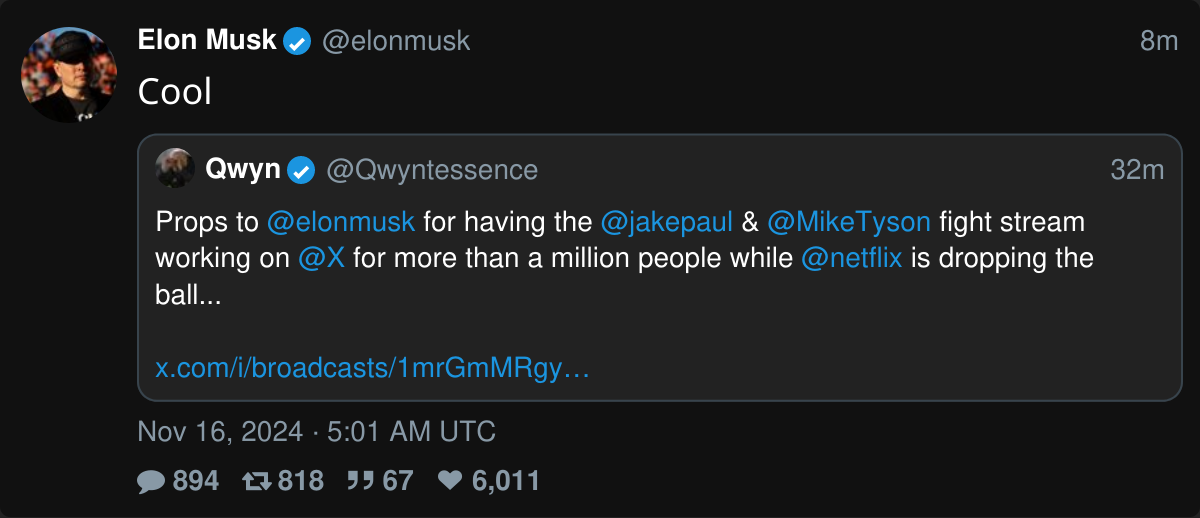 Elon Musk @elonmusk 8m
Cool
Qwyn @Qwyntessence 32m
Props to @elonmusk for having the @jakepaul & @MikeTyson fight stream
working on @X for more than a million people while @netflix is dropping the
ball...
x.com/i/broadcasts/1mrGmMRgy…
Nov 16, 2024 · 5:01 AM UTC
894 818 67 6,011